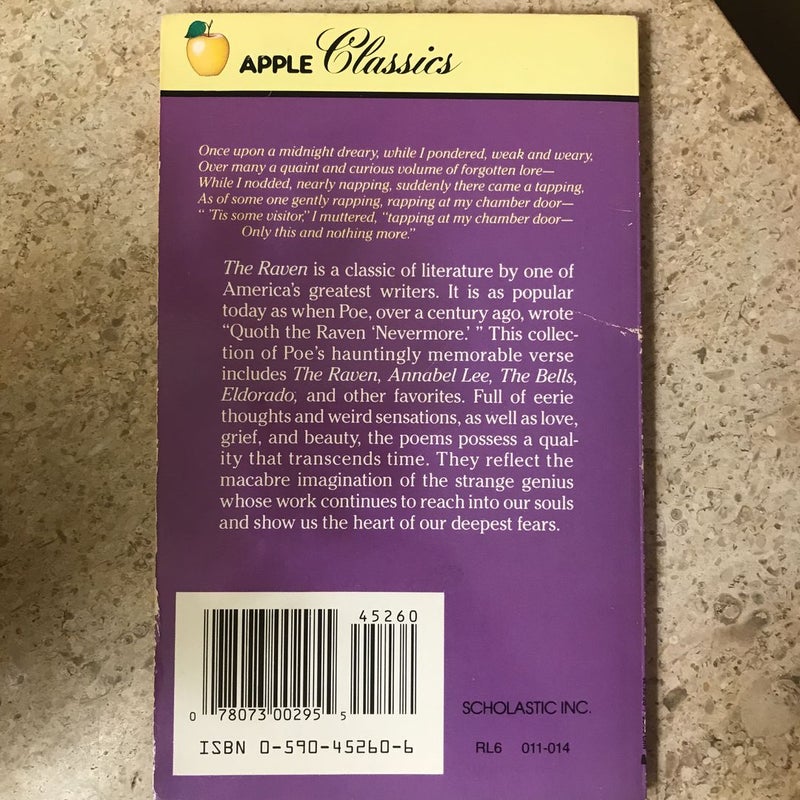 APPLE Classics
Once upon a midnight dreary, while I pondered, weak and weary,
Over many a quaint and curious volume of forgotten lore—
While I nodded, nearly napping, suddenly there came a tapping,
As of some one gently rapping, rapping at my chamber door—
“ ’Tis some visitor,” I muttered, “tapping at my chamber door—
Only this and nothing more.”
The Raven is a classic of literature by one of
America’s greatest writers. It is as popular
today as when Poe, over a century ago, wrote
“Quoth the Raven ‘Nevermore.’ ” This collec-
tion of Poe’s hauntingly memorable verse
includes The Raven, Annabel Lee, The Bells,
Eldorado, and other favorites. Full of eerie
thoughts and weird sensations, as well as love,
grief, and beauty, the poems possess a qual-
ity that transcends time. They reflect the
macabre imagination of the strange genius
whose work continues to reach into our souls
and show us the heart of our deepest fears.
45260
0 78073 00295 5
ISBN 0-590-45260-6
SCHOLASTIC INC.
RL6 011-014